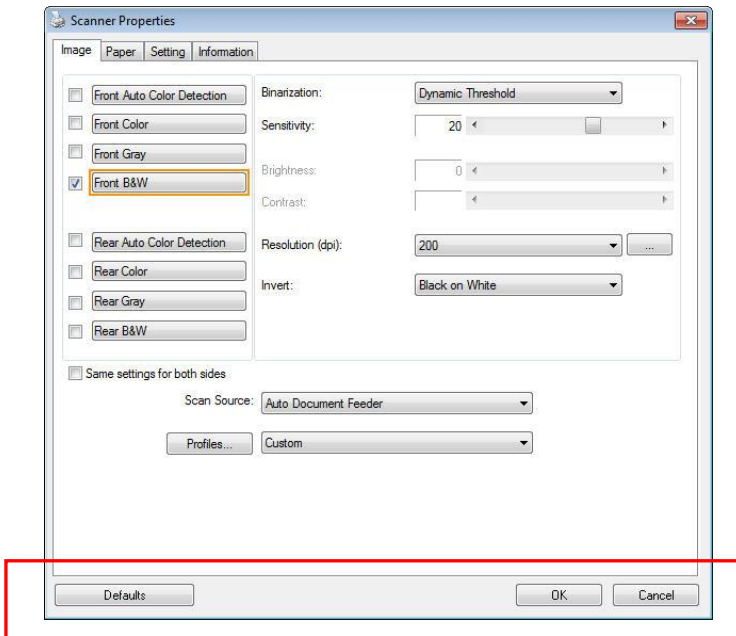 Scanner Properties
Image Paper Setting Information
Front Auto Color Detection
Front Color
Front Gray
Front B&W
Rear Auto Color Detection
Rear Color
Rear Gray
Rear B&W
Binarization: Dynamic Threshold
Sensitivity: 20
Brightness: 0
Contrast:
Resolution (dpi): 200 ...
Invert: Black on White
Same settings for both sides
Scan Source: Auto Document Feeder
Profiles... Custom
Defaults OK Cancel